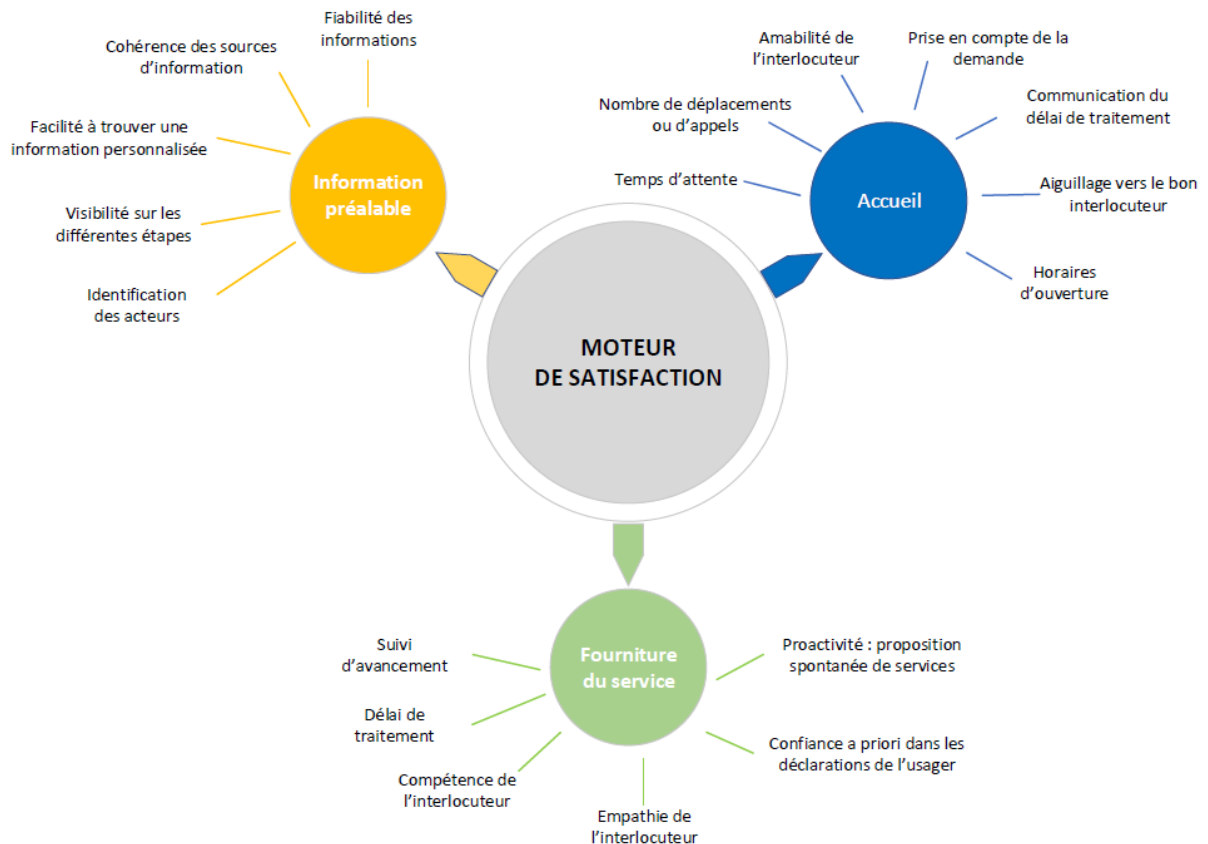 Fiabilité des
informations
Cohérence des sources
d'information
Facilité à trouver une
information personnalisée
Visibilité sur les
différentes étapes
Identification
des acteurs
Information
préalable
Amabilité de
l'interlocuteur
Prise en compte de la
demande
Nombre de déplacements
ou d'appels
Communication du
délai de traitement
Temps d'attente
Aiguillage vers le bon
interlocuteur
Horaires
d'ouverture
Accueil
MOTEUR
DE SATISFACTION
Fourniture
du service
Suivi
d'avancement
Délai de
traitement
Compétence de
l'interlocuteur
Empathie de
l'interlocuteur
Confiance a priori dans les
déclarations de l'usager
Proactivité : proposition
spontanée de services